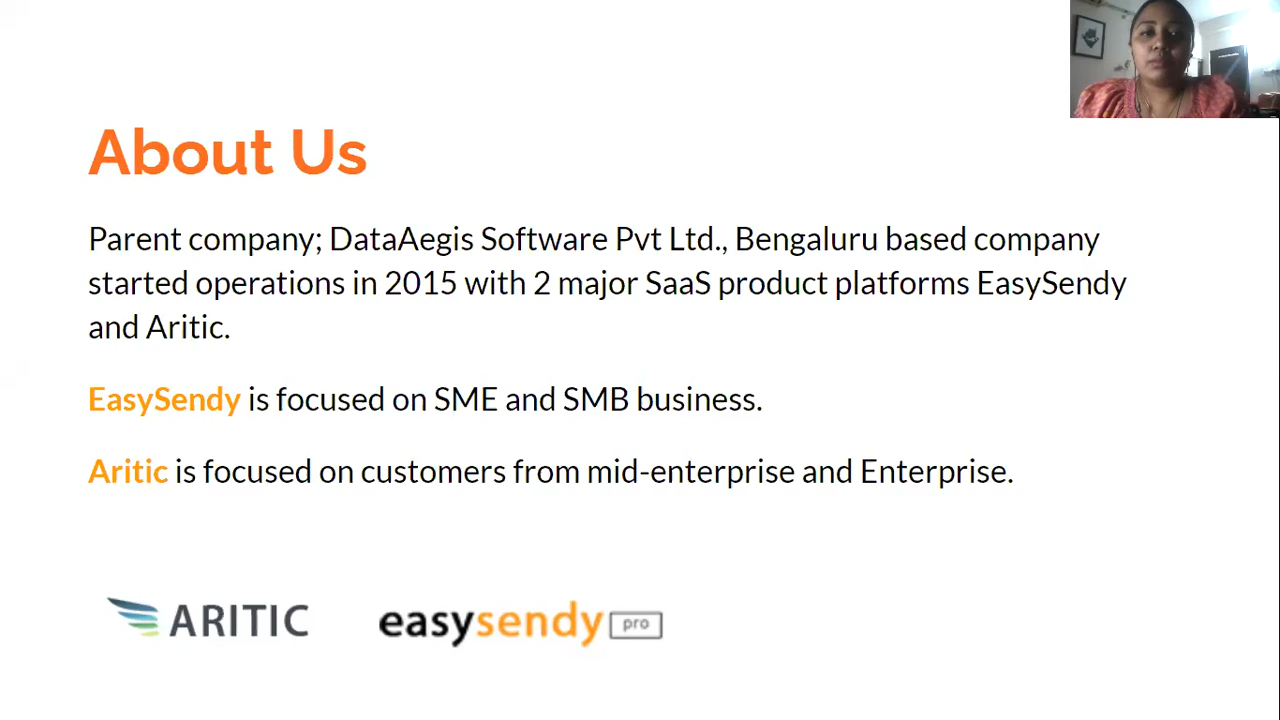 About Us
Parent company; DataAegis Software Pvt Ltd., Bengaluru based company
started operations in 2015 with 2 major SaaS product platforms EasySendy
and Aritic.
EasySendy is focused on SME and SMB business.
Aritic is focused on customers from mid-enterprise and Enterprise.
ARITIC
easysendy pro